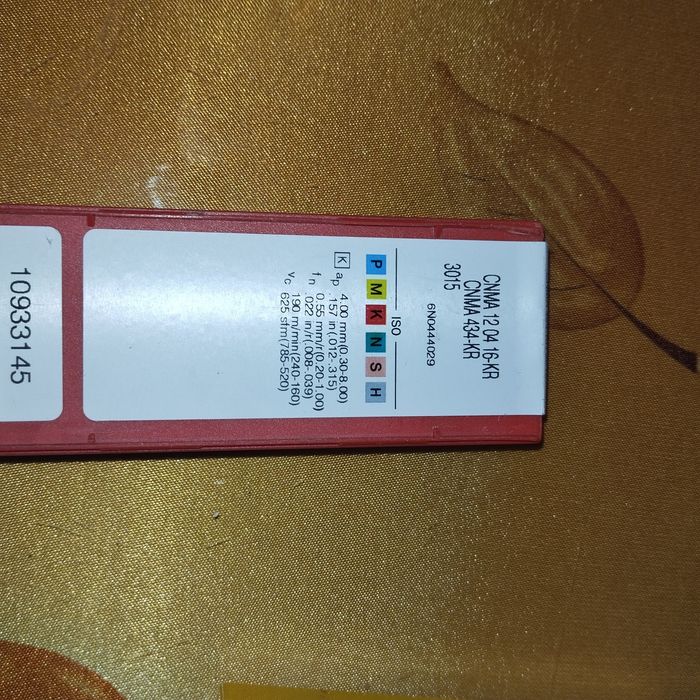 CNMA 12 04 16-KR
CNMA 434-KR
3015
6N0444029
ISO
P M K N S H
K ap 4.00 mm(0.30-8.00)
.157 in(.012-.315)
fn 0.55 mm/r(0.20-1.00)
.022 in/r(.008-.039)
vc 190 m/min(240-160)
625 sfm(785-520)
10933145